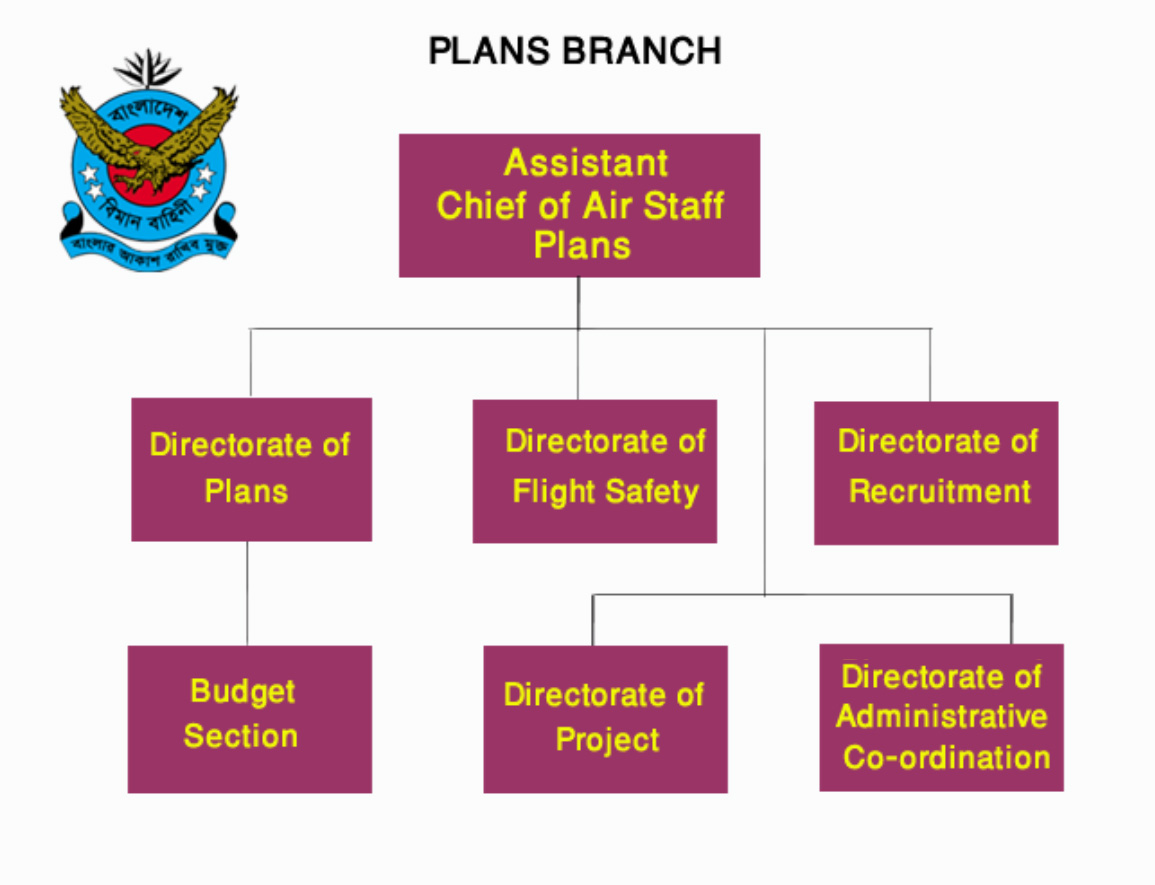 PLANS BRANCH
বাংলাদেশ
বিমান বাহিনী
বাংলার আকাশ রাখিব মুক্ত
Assistant
Chief of Air Staff
Plans
Directorate of
Plans
Directorate of
Flight Safety
Directorate of
Recruitment
Budget
Section
Directorate of
Project
Directorate of
Administrative
Co-ordination